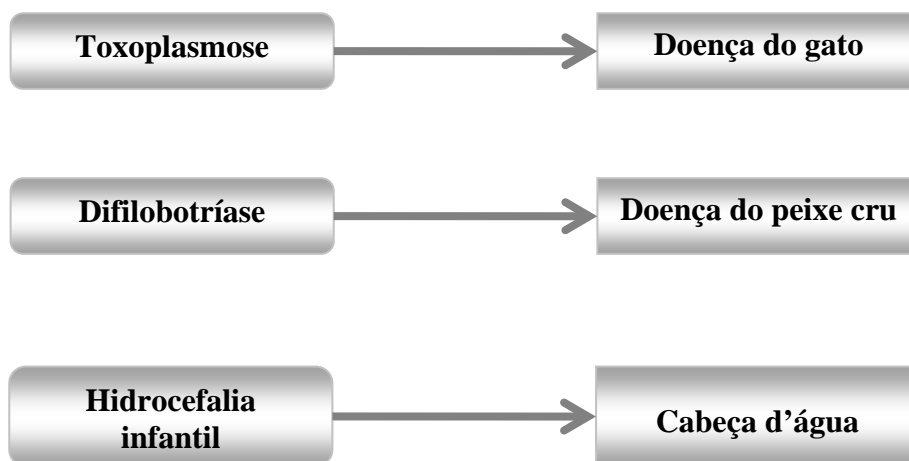 Toxoplasmose
Doença do gato
Difilobotríase
Doença do peixe cru
Hidrocefalia
infantil
Cabeça d’água